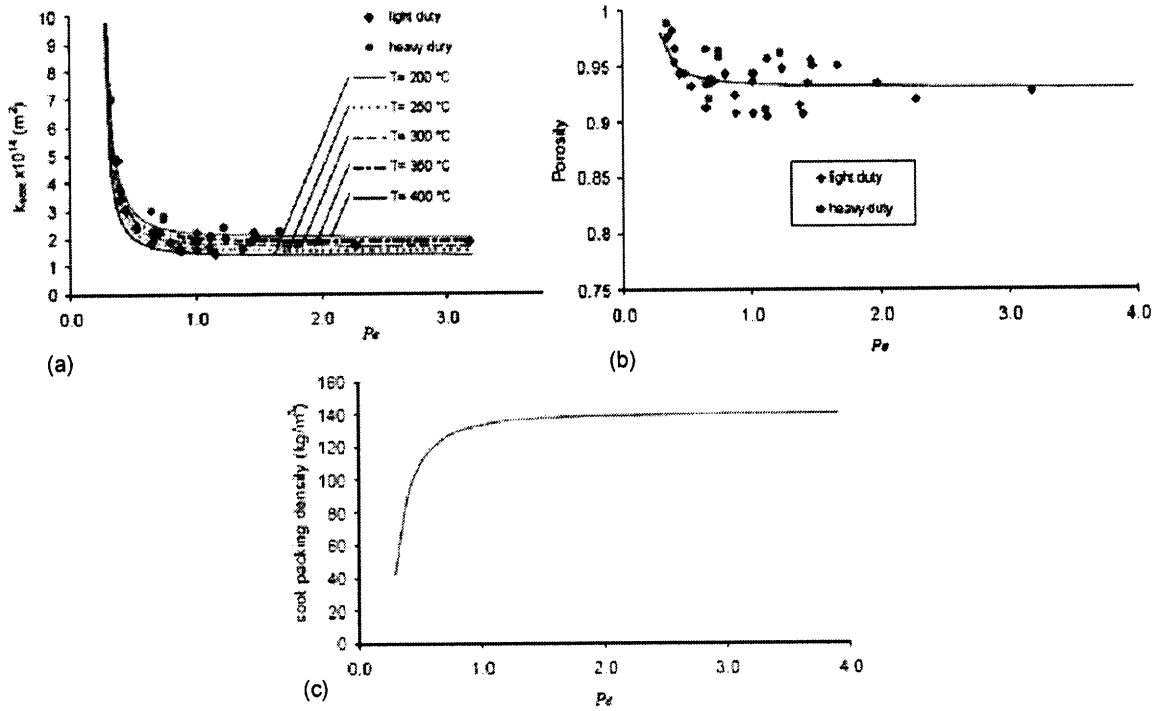 10
9
8
7
6
5
4
3
2
1
0
k x10¹⁴ (m²)
0.0
1.0
2.0
3.0
Pe
light duty
heavy duty
T= 200 °C
T= 250 °C
T= 300 °C
T= 350 °C
T= 400 °C
(a)
1
0.95
0.9
0.85
0.8
0.75
Porosity
0.0
1.0
2.0
3.0
4.0
Pe
light duty
heavy-duty
(b)
160
140
120
100
80
60
40
20
0
soot packing density (kg/m³)
0.0
1.0
2.0
3.0
4.0
Pe
(c)